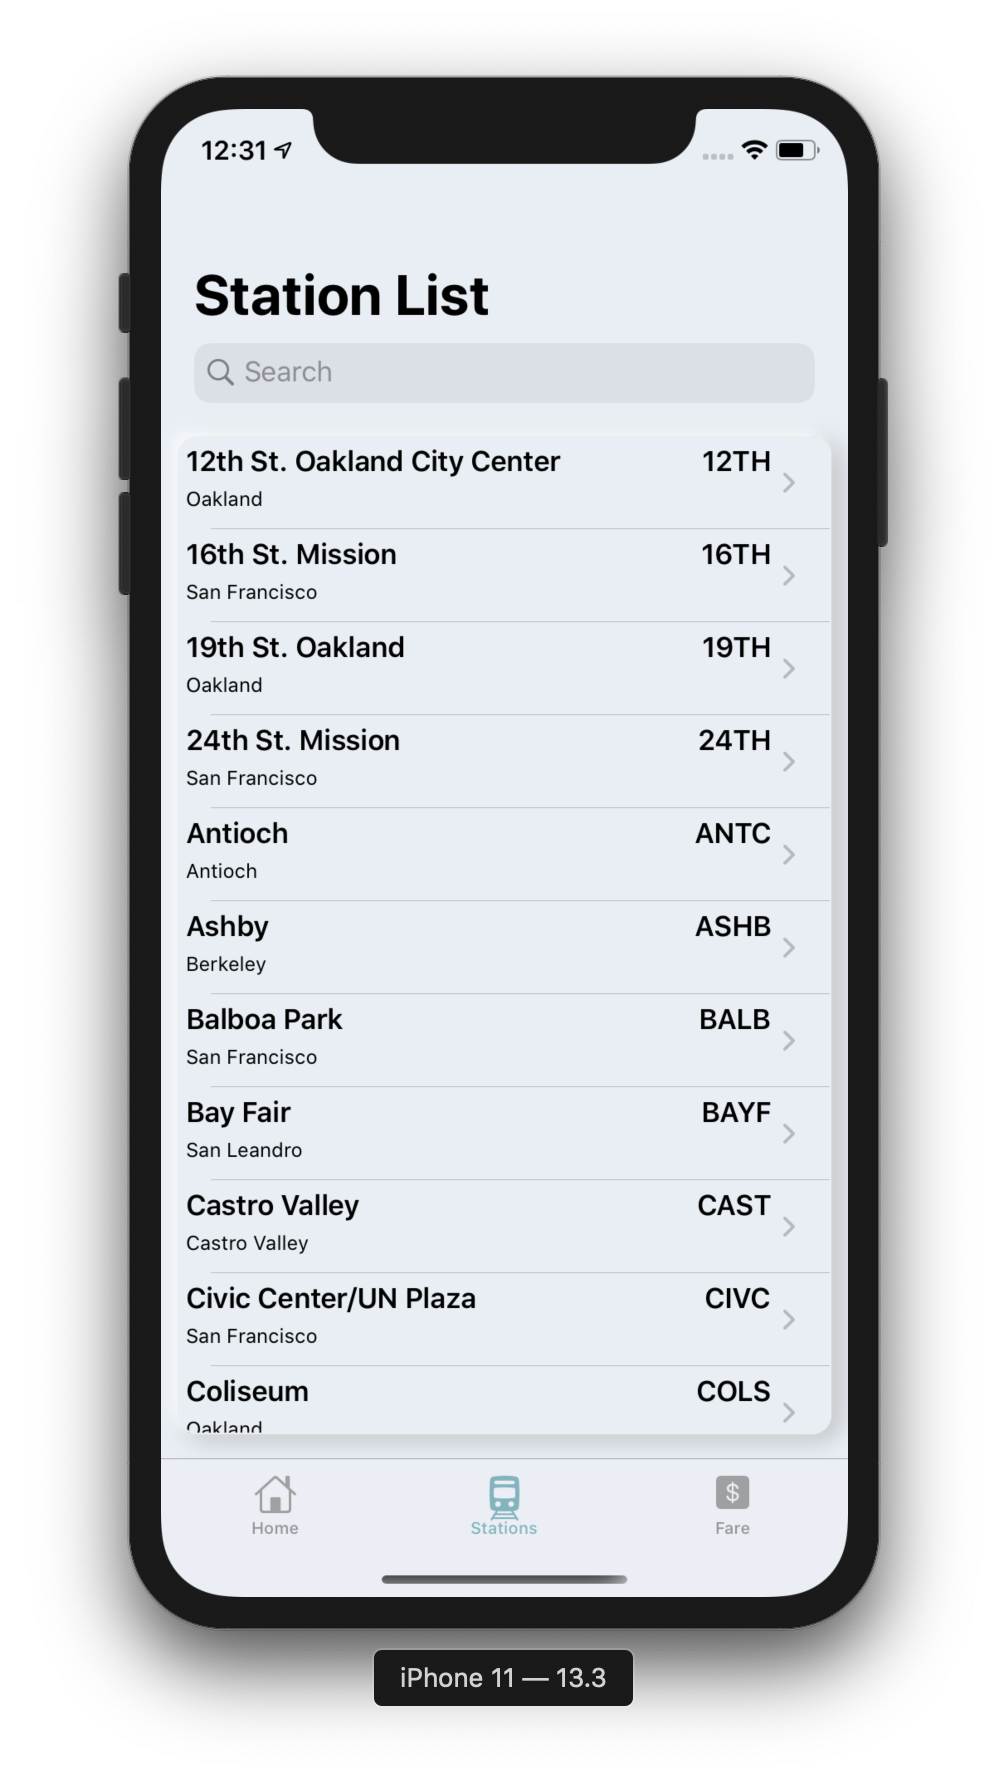 12:31
Station List
Search
12th St. Oakland City Center 12TH
Oakland
16th St. Mission 16TH
San Francisco
19th St. Oakland 19TH
Oakland
24th St. Mission 24TH
San Francisco
Antioch ANTC
Antioch
Ashby ASHB
Berkeley
Balboa Park BALB
San Francisco
Bay Fair BAYF
San Leandro
Castro Valley CAST
Castro Valley
Civic Center/UN Plaza CIVC
San Francisco
Coliseum COLS
Oakland
$
Home Stations Fare
iPhone 11 — 13.3